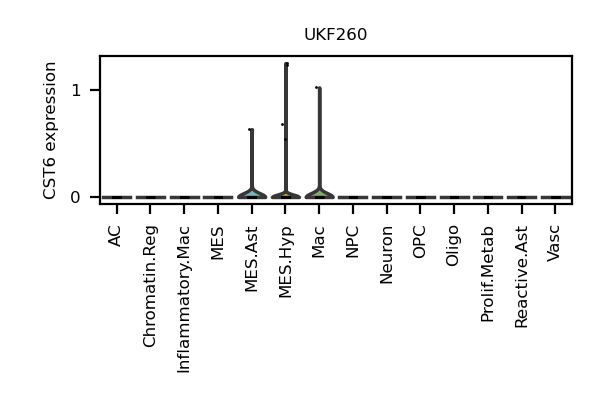 UKF260
CST6 expression
1
0
AC
Chromatin.Reg
Inflammatory.Mac
MES
MES.Ast
MES.Hyp
Mac
NPC
Neuron
OPC
Oligo
Prolif.Metab
Reactive.Ast
Vasc